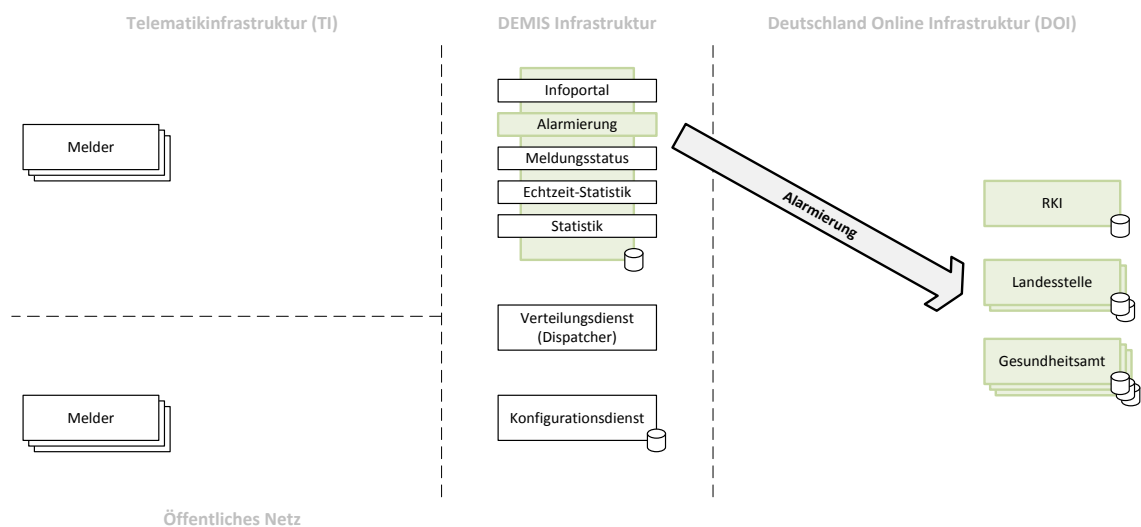 Telematikinfrastruktur (TI)
DEMIS Infrastruktur
Deutschland Online Infrastruktur (DOI)
Melder
Infoportal
Alarmierung
Meldungsstatus
Echtzeit-Statistik
Statistik
Alarmierung
RKI
Landesstelle
Gesundheitsamt
Verteilungsdienst
(Dispatcher)
Melder
Konfigurationsdienst
Öffentliches Netz